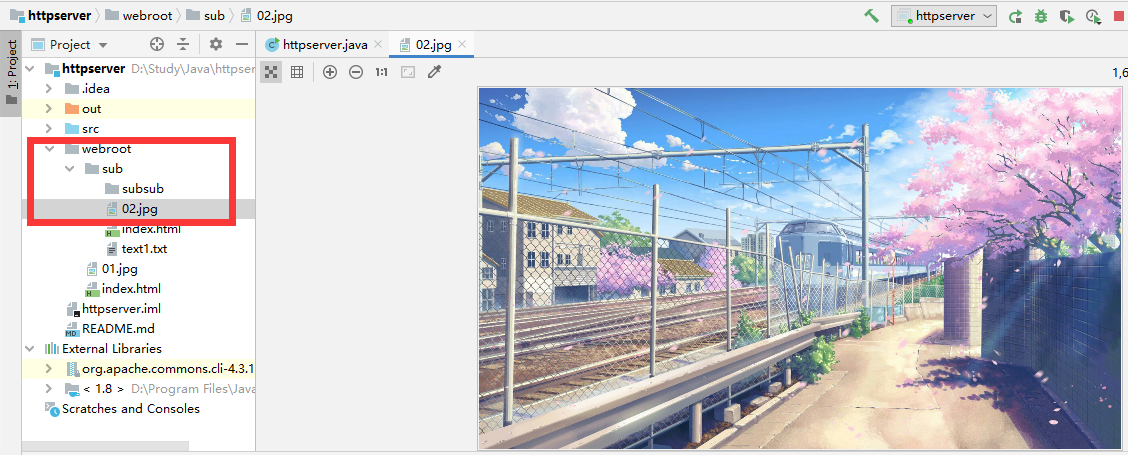 httpserver webroot sub 02.jpg httpserver
1: Project
Project httpserver.java 02.jpg
httpserver D:\Study\Java\httpser
1:1 1,6
.idea
out
src
webroot
sub
subsub
02.jpg
index.html
text1.txt
01.jpg
index.html
httpserver.iml
README.md
External Libraries
org.apache.commons.cli-4.3.1
< 1.8 > D:\Program Files\Java
Scratches and Consoles